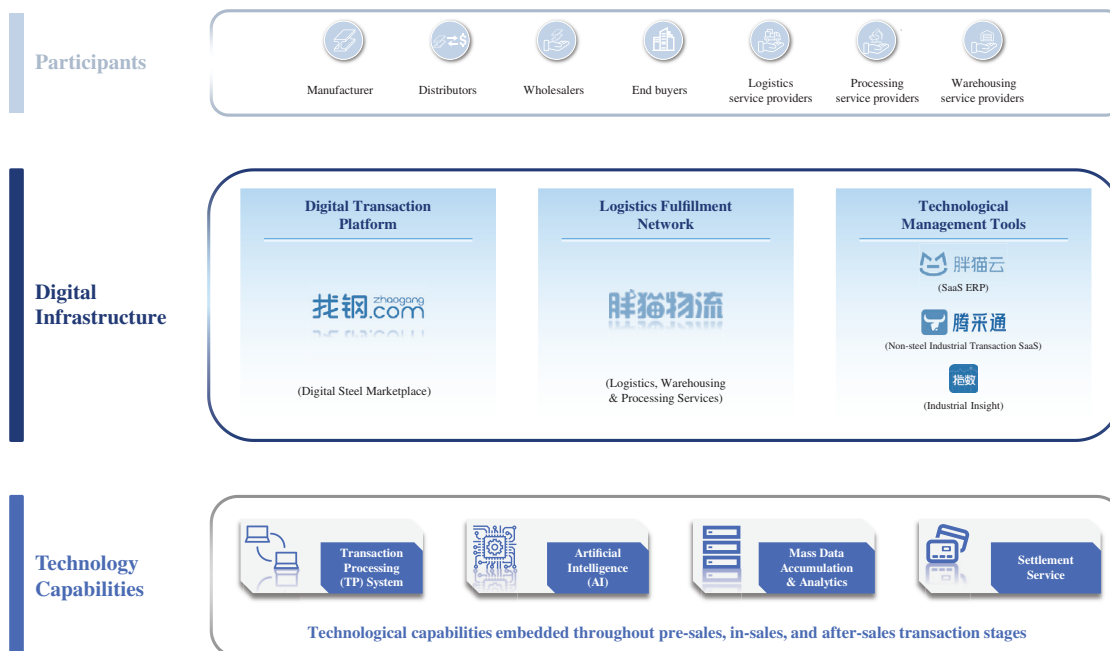 Participants
Manufacturer
Distributors
Wholesalers
End buyers
Logistics
service providers
Processing
service providers
Warehousing
service providers
Digital
Infrastructure
Digital Transaction
Platform
找钢 zhaogang
.com
(Digital Steel Marketplace)
Logistics Fulfillment
Network
胖猫物流
(Logistics, Warehousing
& Processing Services)
Technological
Management Tools
胖猫云
(SaaS ERP)
腾采通
(Non-steel Industrial Transaction SaaS)
指数
(Industrial Insight)
Technology
Capabilities
Transaction
Processing
(TP) System
Artificial
Intelligence
(AI)
Mass Data
Accumulation
& Analytics
Settlement
Service
Technological capabilities embedded throughout pre-sales, in-sales, and after-sales transaction stages